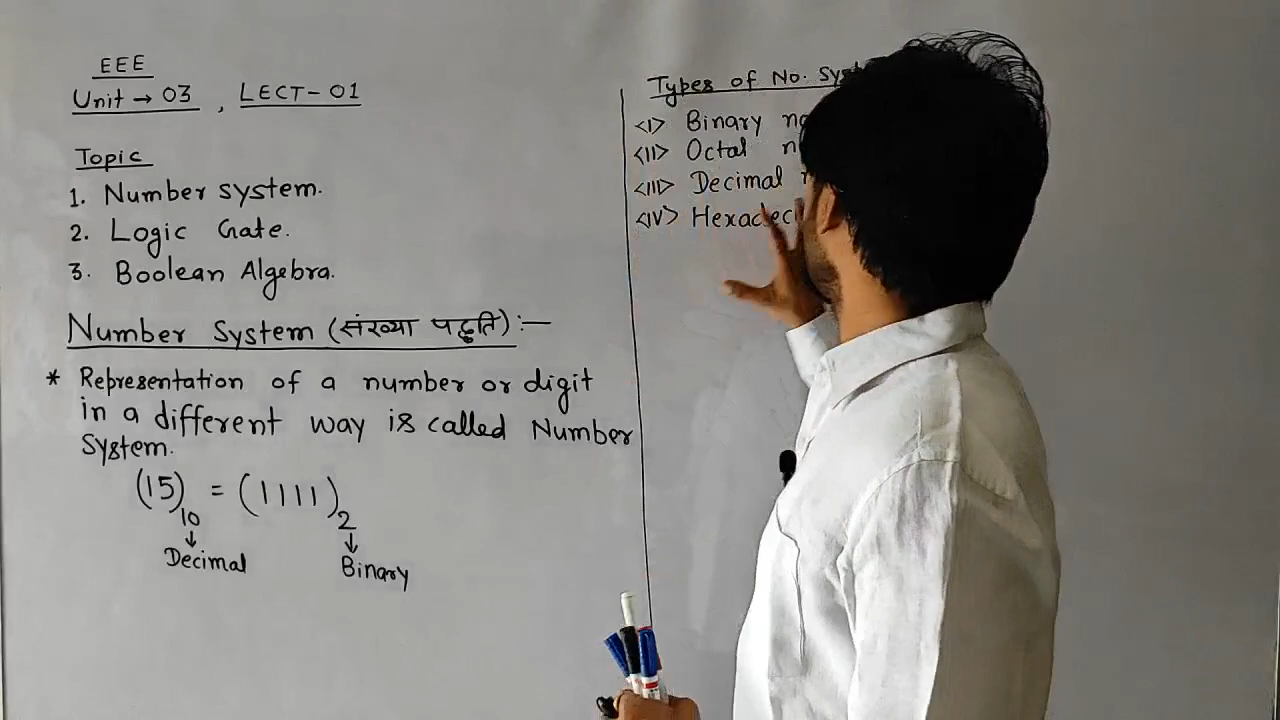 EEE
Unit → 03 , LECT-01
Topic
1. Number system.
2. Logic Gate.
3. Boolean Algebra.
Number System (संख्या पद्धति) :—
* Representation of a number or digit
in a different way is called Number
System.
(15)10 = (1111)2
↓ ↓
Decimal Binary
Types of No.
<I> Binary
<II> Octal
<III> Decimal
<IV>